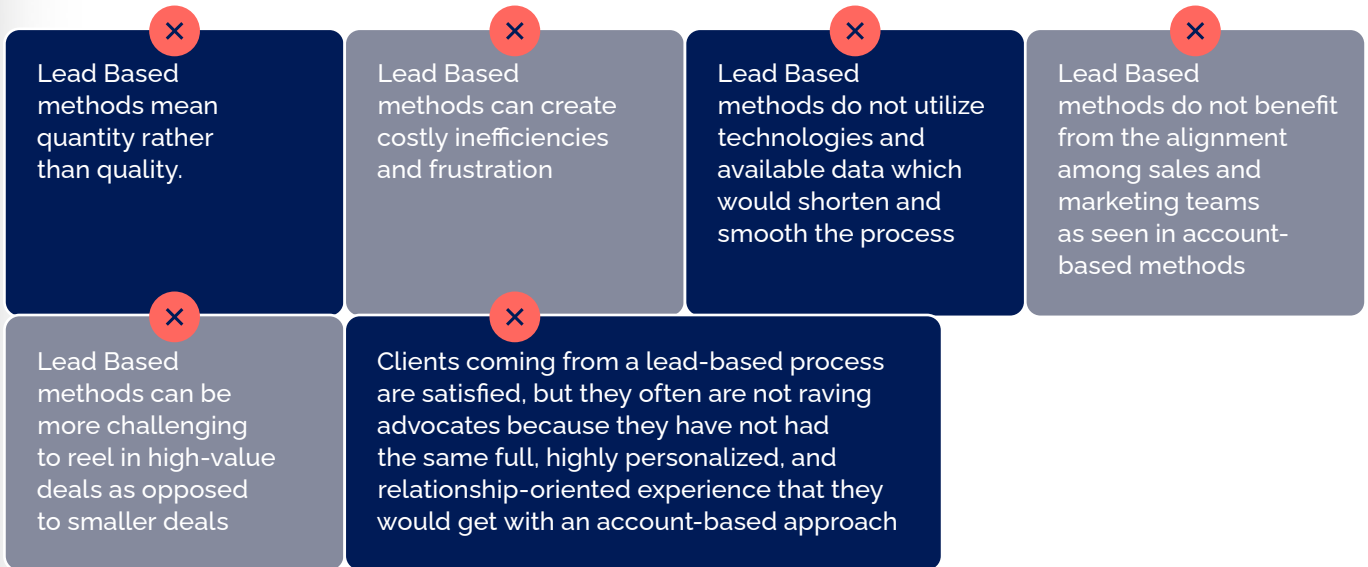 Lead Based
methods mean
quantity rather
than quality.
Lead Based
methods can create
costly inefficiencies
and frustration
Lead Based
methods do not utilize
technologies and
available data which
would shorten and
smooth the process
Lead Based
methods do not benefit
from the alignment
among sales and
marketing teams
as seen in account-
based methods
Lead Based
methods can be
more challenging
to reel in high-value
deals as opposed
to smaller deals
Clients coming from a lead-based process
are satisfied, but they often are not raving
advocates because they have not had
the same full, highly personalized, and
relationship-oriented experience that they
would get with an account-based approach